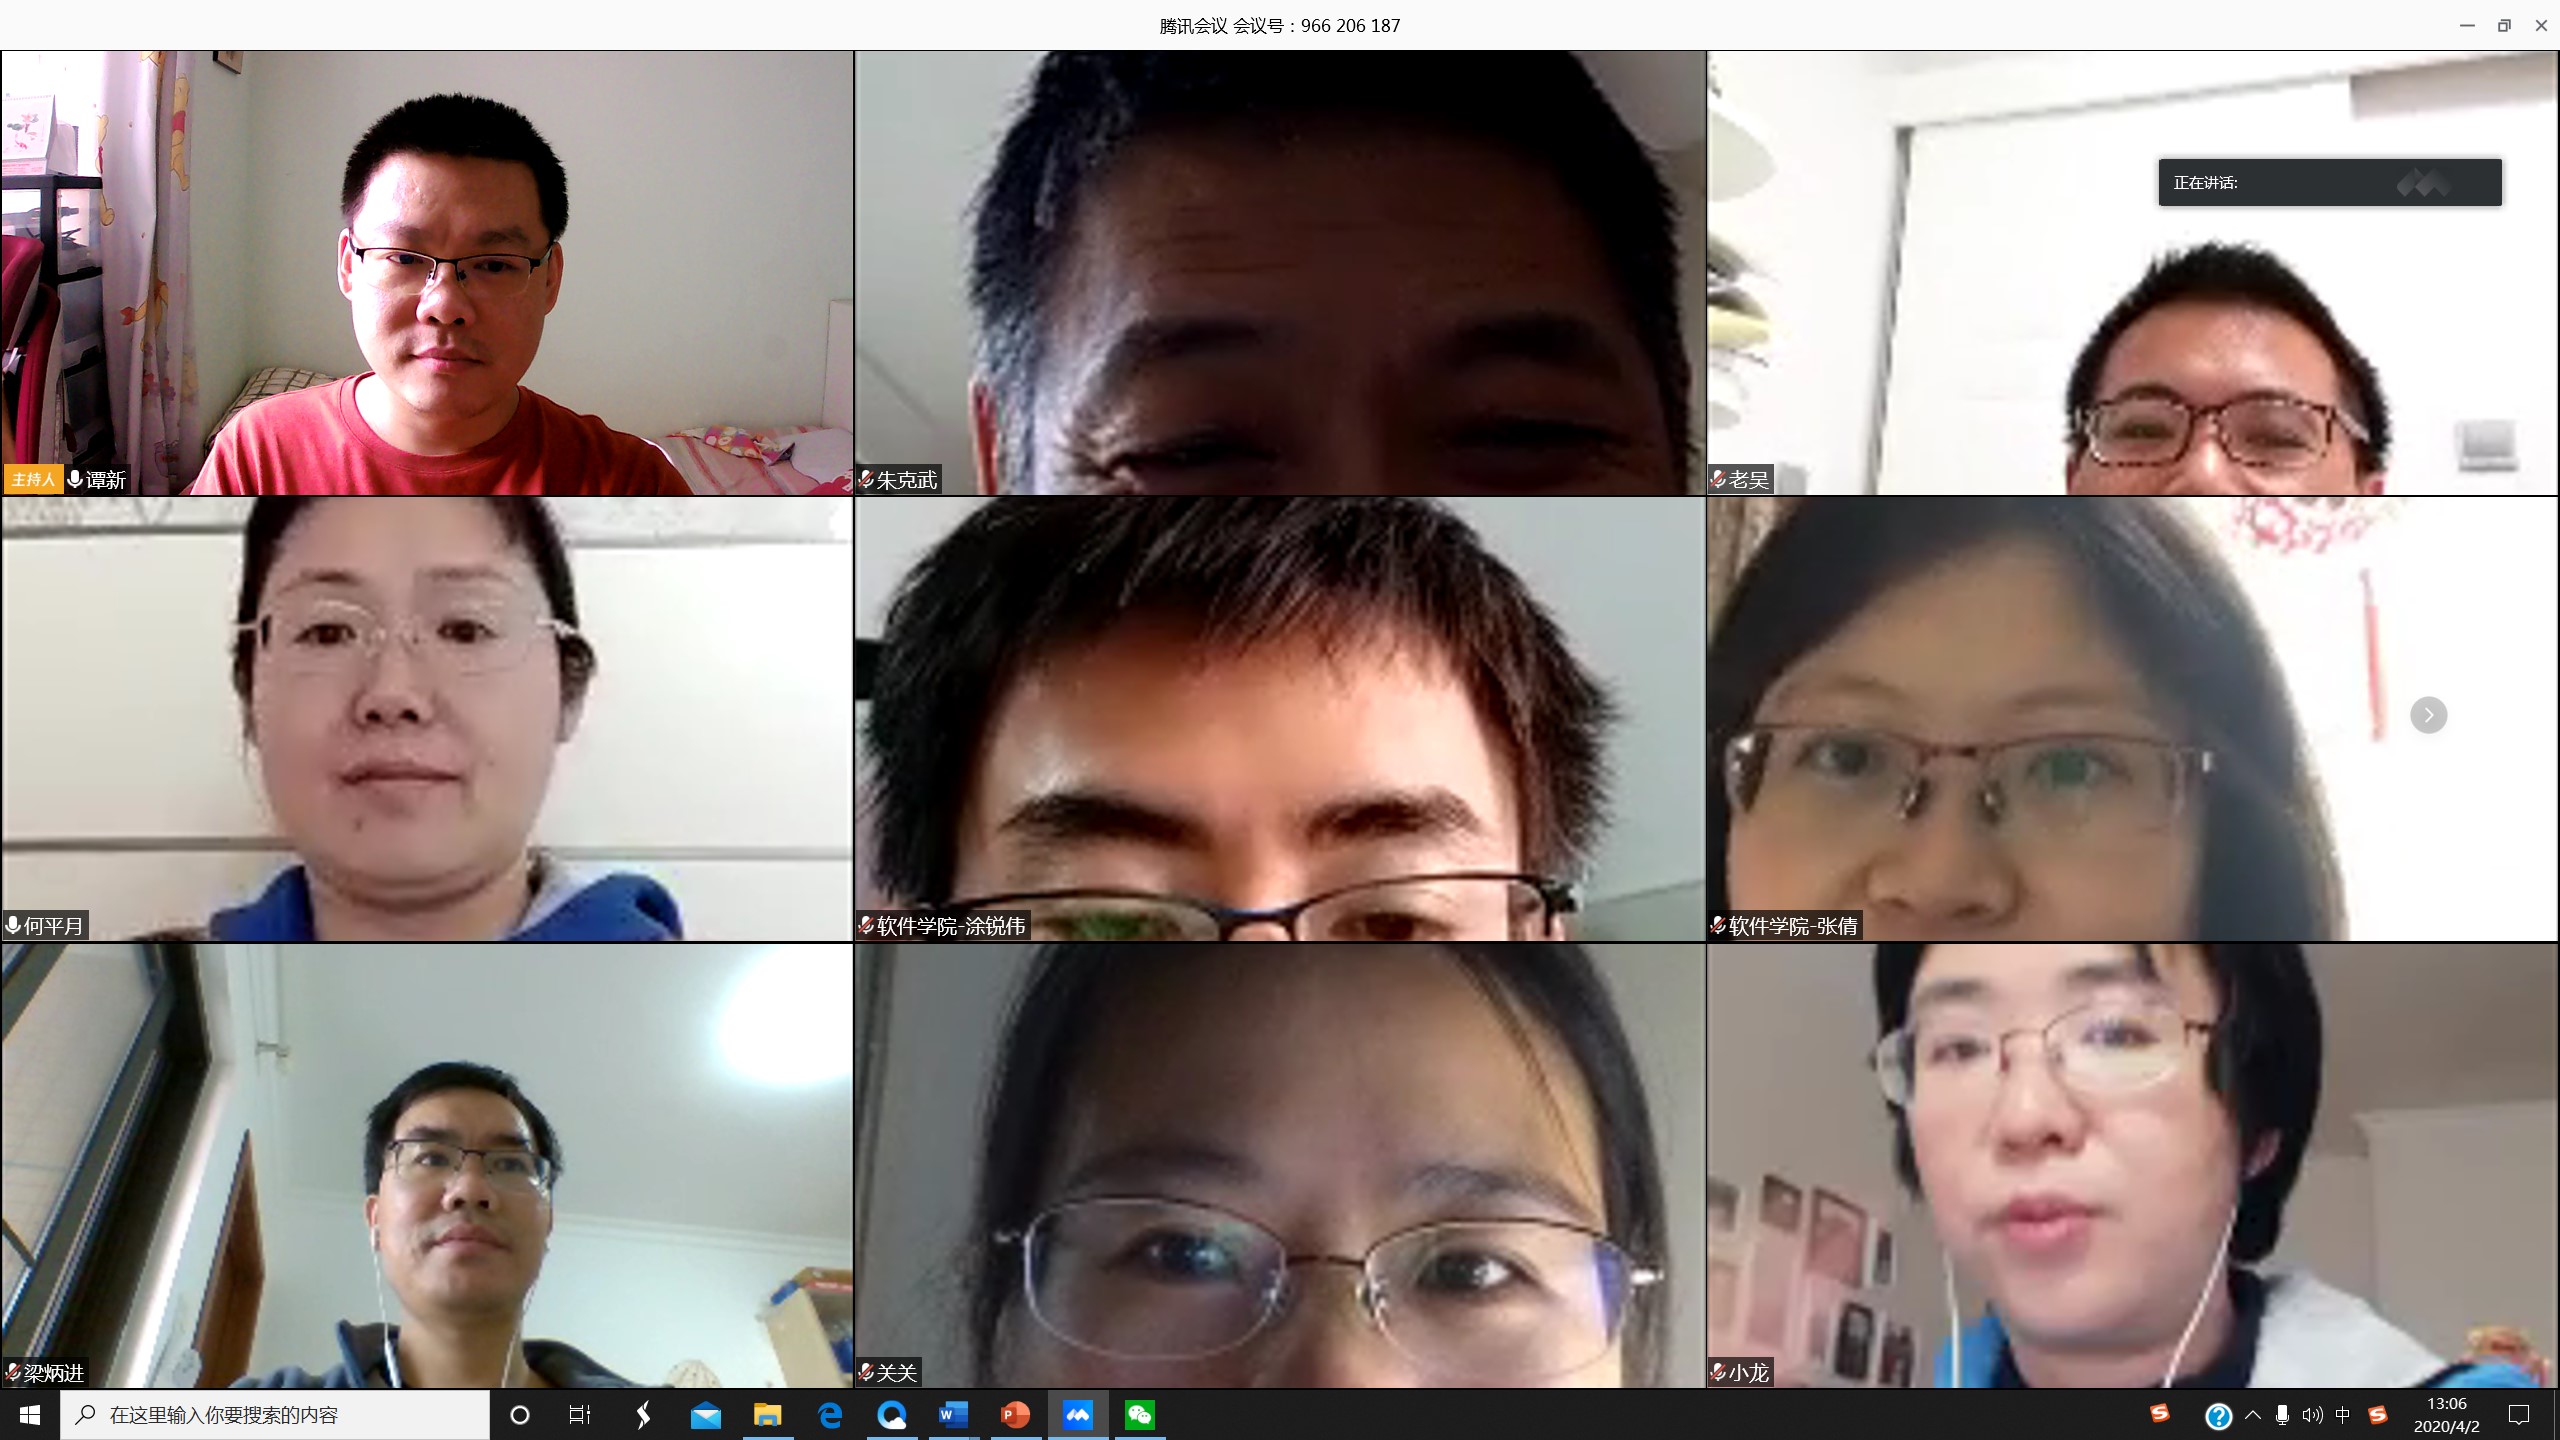 腾讯会议 会议号：966 206 187
正在讲话:
主持人 谭新
朱克武
老吴
何平月
软件学院-涂锐伟
软件学院-张倩
梁炳进
关关
小龙
在这里输入你要搜索的内容
中
13:06
2020/4/2